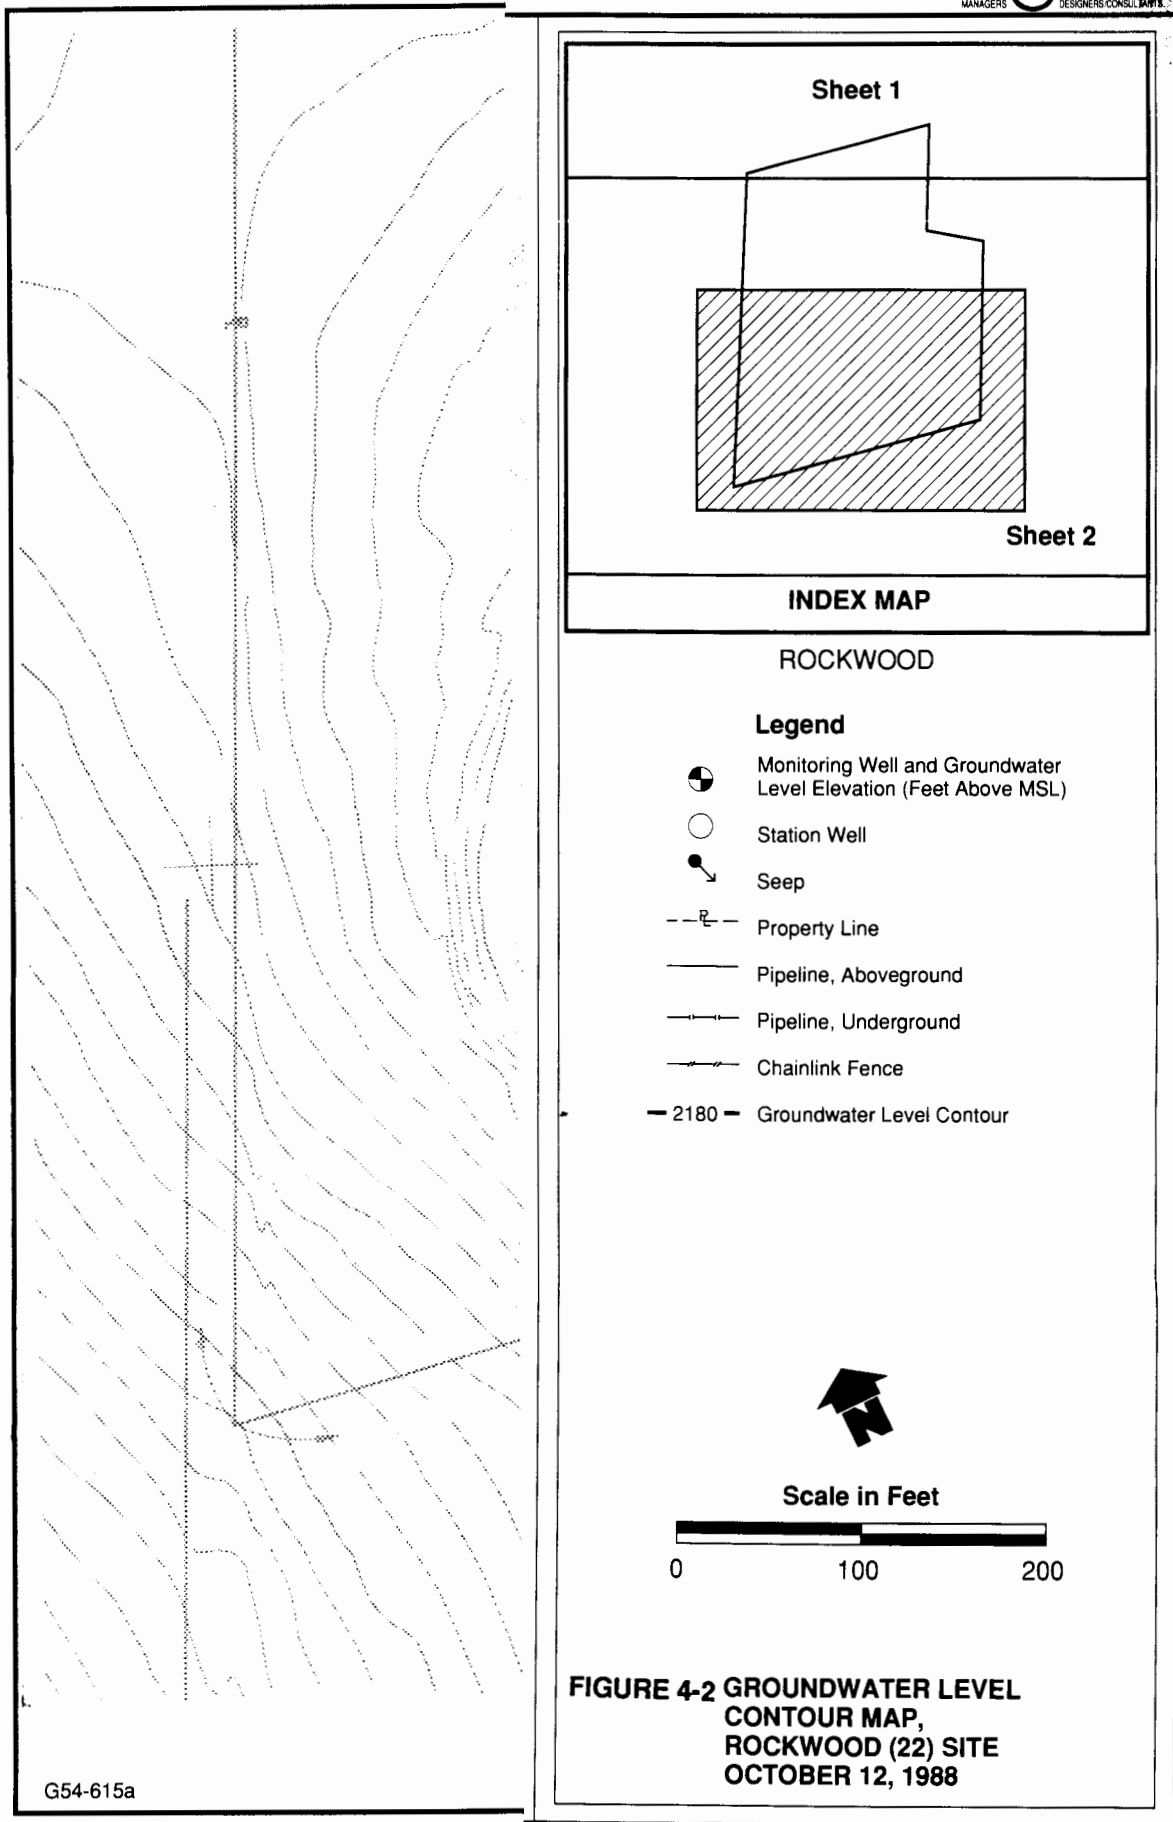 MANAGERS DESIGNERS/CONSULTANTS
Sheet 1
Sheet 2
INDEX MAP
ROCKWOOD
Legend
Monitoring Well and Groundwater
Level Elevation (Feet Above MSL)
Station Well
Seep
PL Property Line
Pipeline, Aboveground
Pipeline, Underground
Chainlink Fence
2180 Groundwater Level Contour
N
Scale in Feet
0 100 200
FIGURE 4-2 GROUNDWATER LEVEL
CONTOUR MAP,
ROCKWOOD (22) SITE
OCTOBER 12, 1988
G54-615a